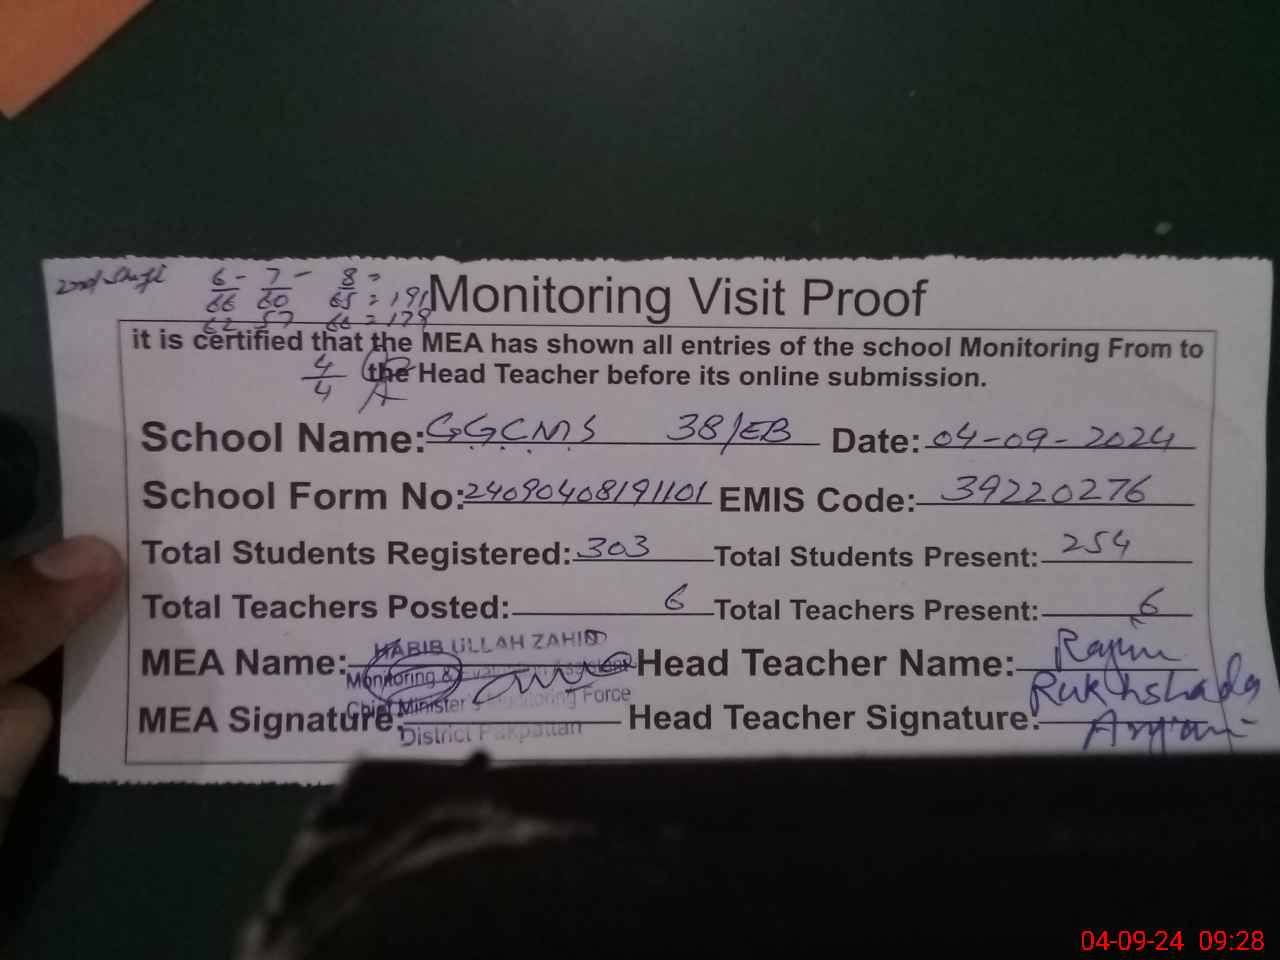 2nd Shift 6 - 7 - 8 =
66 60 65 = 191
62 57 66 = 178
Monitoring Visit Proof
it is certified that the MEA has shown all entries of the school Monitoring From to
4/4 the Head Teacher before its online submission.
School Name: GGCMS 38/EB Date: 04-09-2024
School Form No: 24090408191101 EMIS Code: 39220276
Total Students Registered: 303 Total Students Present: 254
Total Teachers Posted: 6 Total Teachers Present: 6
HABIB ULLAH ZAHID
MEA Name: Head Teacher Name:
Monitoring & Evaluation Assistant
Rukhshada
Chief Minister's Monitoring Force
MEA Signature: Head Teacher Signature:
District Pakpattan
04-09-24 09:28